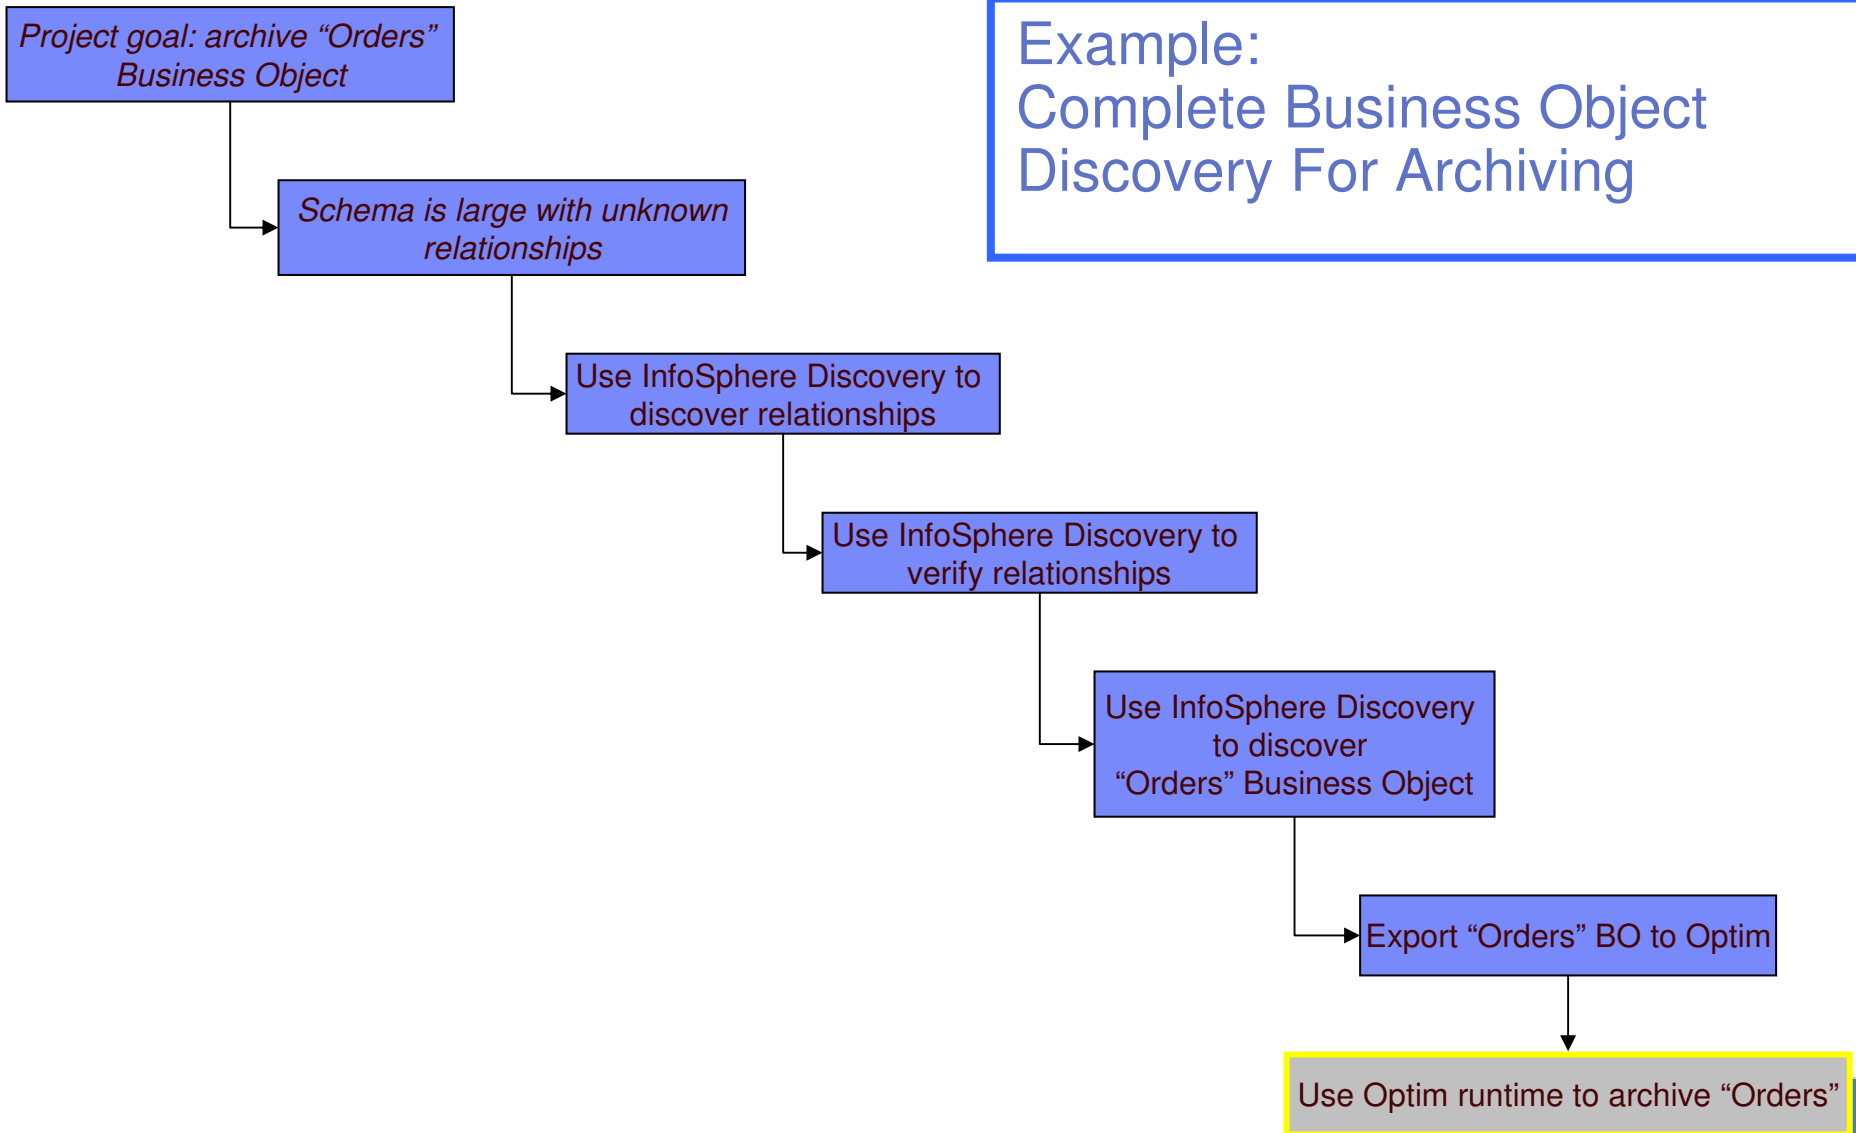 Project goal: archive “Orders”
Business Object
Example:
Complete Business Object
Discovery For Archiving
Schema is large with unknown
relationships
Use InfoSphere Discovery to
discover relationships
Use InfoSphere Discovery to
verify relationships
Use InfoSphere Discovery
to discover
“Orders” Business Object
Export “Orders” BO to Optim
Use Optim runtime to archive “Orders”